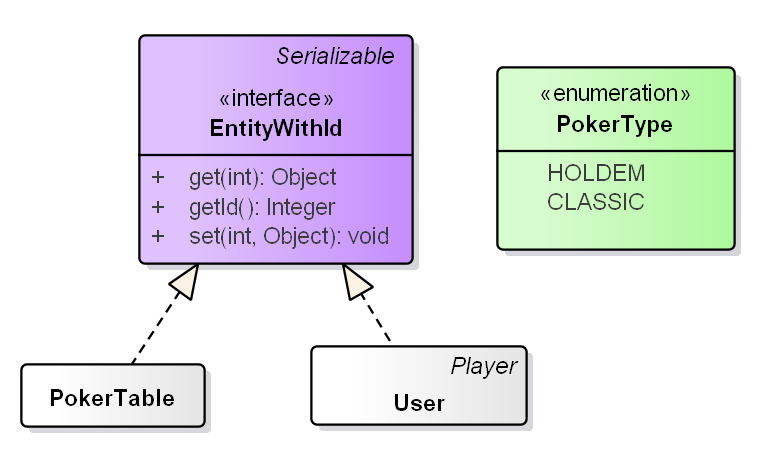 Serializable
«interface»
EntityWithId
+ get(int): Object
+ getId(): Integer
+ set(int, Object): void
«enumeration»
PokerType
HOLDEM
CLASSIC
PokerTable
Player
User